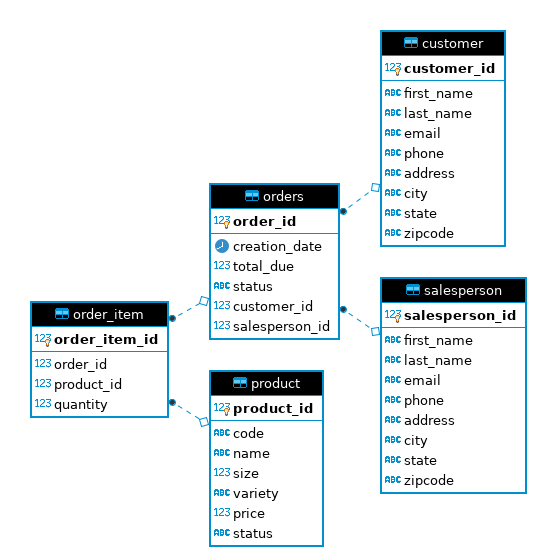 customer
123 customer_id
ABC first_name
ABC last_name
ABC email
ABC phone
ABC address
ABC city
ABC state
ABC zipcode
orders
123 order_id
creation_date
123 total_due
ABC status
123 customer_id
123 salesperson_id
salesperson
123 salesperson_id
ABC first_name
ABC last_name
ABC email
ABC phone
ABC address
ABC city
ABC state
ABC zipcode
order_item
123 order_item_id
123 order_id
123 product_id
123 quantity
product
123 product_id
ABC code
ABC name
123 size
ABC variety
123 price
ABC status